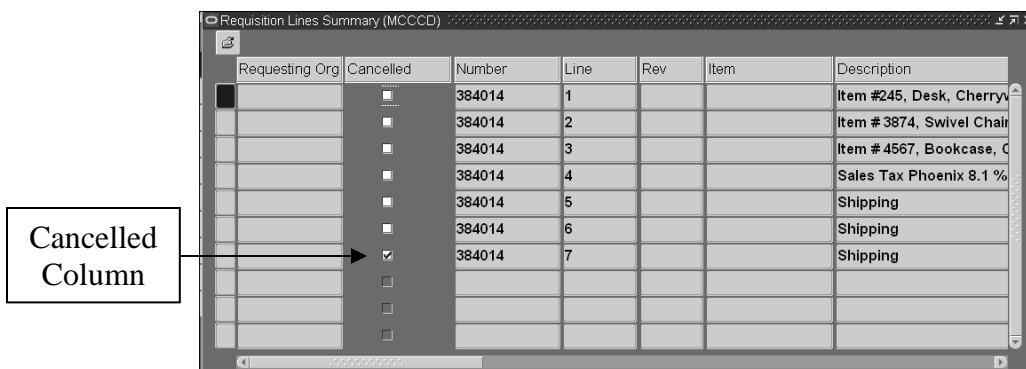 Requisition Lines Summary (MCCCD)
Requesting Org Cancelled Number Line Rev Item Description
384014 1 Item #245, Desk, Cherryw
384014 2 Item # 3874, Swivel Chair
384014 3 Item # 4567, Bookcase, C
384014 4 Sales Tax Phoenix 8.1 %
384014 5 Shipping
384014 6 Shipping
384014 7 Shipping
Cancelled
Column